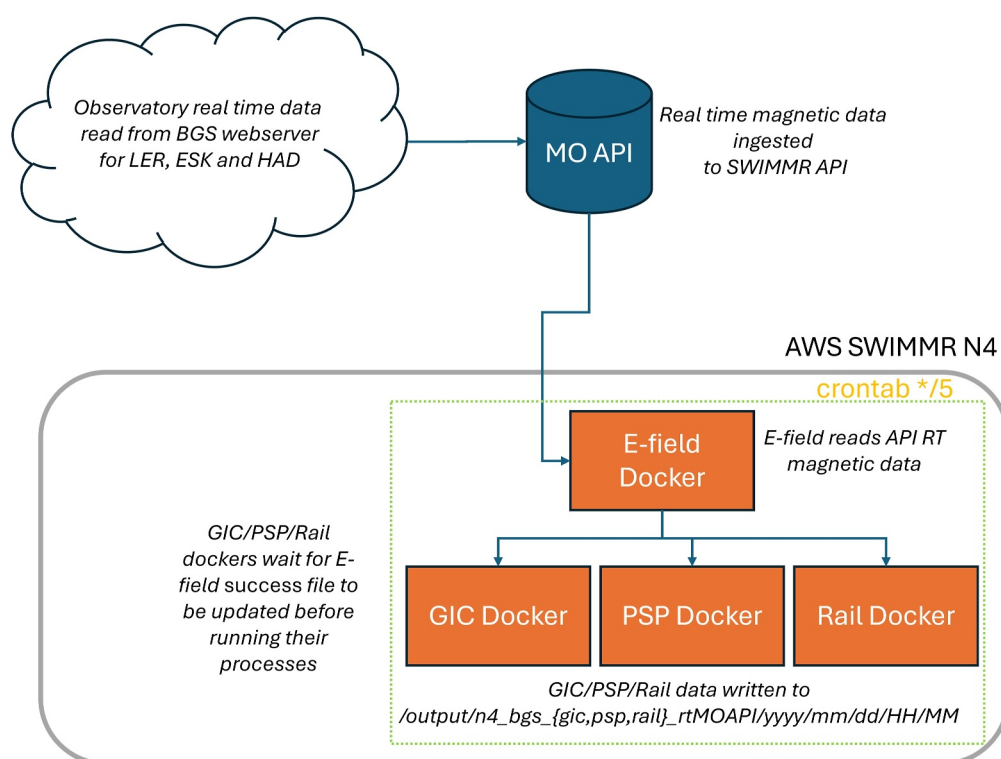 Observatory real time data
read from BGS webserver
for LER, ESK and HAD
MO API
Real time magnetic data
ingested
to SWIMMR API
AWS SWIMMR N4
crontab */5
E-field
Docker
E-field reads API RT
magnetic data
GIC/PSP/Rail
dockers wait for E-
field success file to
be updated before
running their
processes
GIC Docker
PSP Docker
Rail Docker
GIC/PSP/Rail data written to
/output/n4_bgs_{gic,psp,rail}_rtMOAPI/yyyy/mm/dd/HH/MM